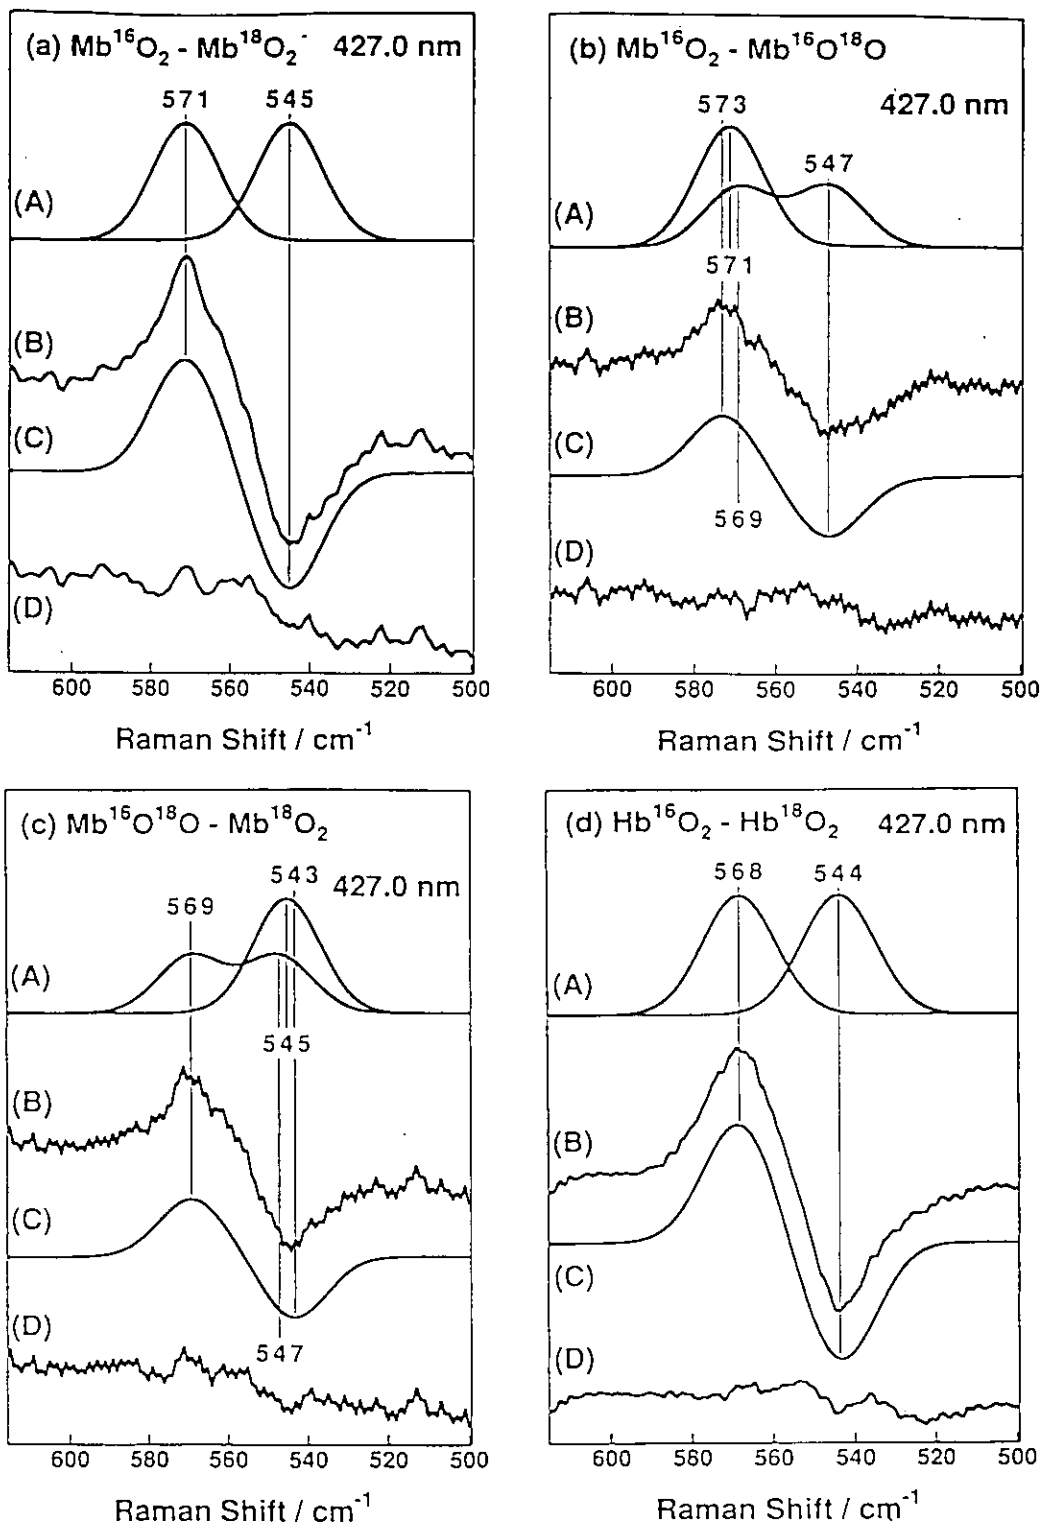 (a) Mb¹⁶O₂ - Mb¹⁸O₂ 427.0 nm
571 545
(A)
(B)
(C)
(D)
600 580 560 540 520 500
Raman Shift / cm⁻¹
(b) Mb¹⁶O₂ - Mb¹⁶O¹⁸O
427.0 nm
573
547
(A)
571
(B)
(C)
569
(D)
600 580 560 540 520 500
Raman Shift / cm⁻¹
(c) Mb¹⁶O¹⁸O - Mb¹⁸O₂
543
427.0 nm
569
(A)
545
(B)
(C)
(D)
547
600 580 560 540 520 500
Raman Shift / cm⁻¹
(d) Hb¹⁶O₂ - Hb¹⁸O₂ 427.0 nm
568 544
(A)
(B)
(C)
(D)
600 580 560 540 520 500
Raman Shift / cm⁻¹